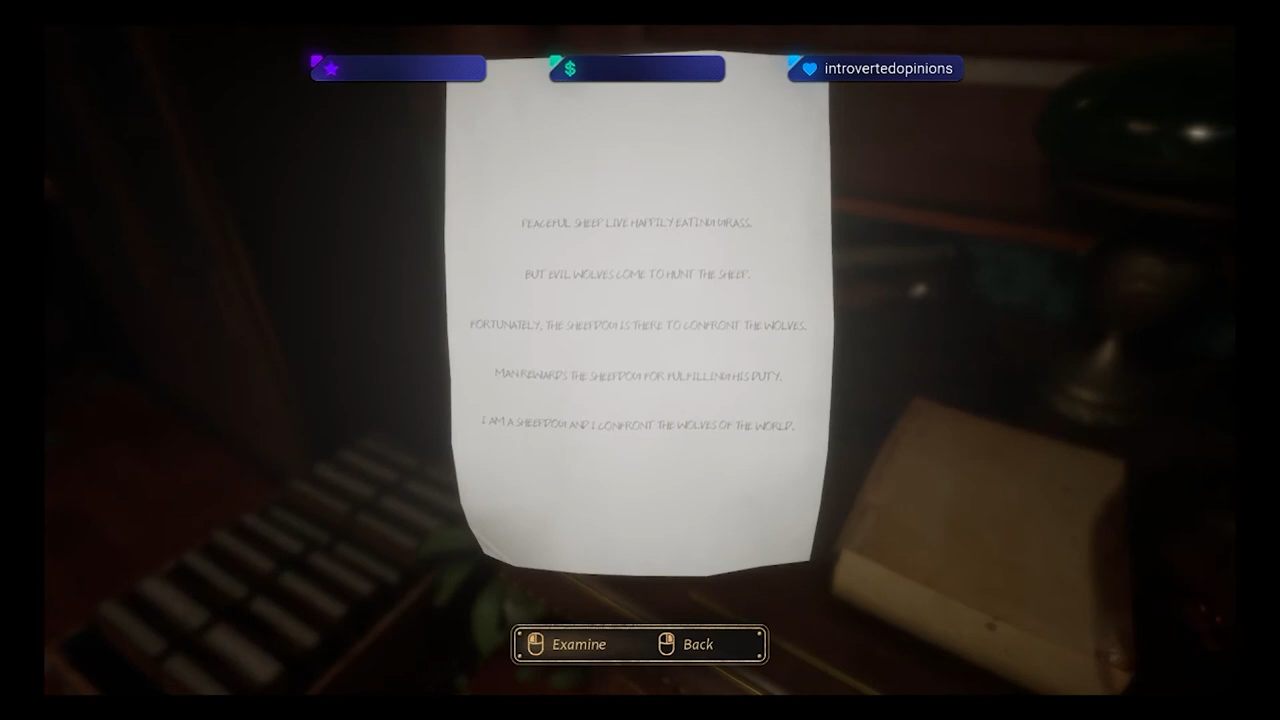 introvertedopinions
PEACEFUL SHEEP LIVE HAPPILY EATING GRASS.
BUT EVIL WOLVES COME TO HUNT THE SHEEP.
FORTUNATELY, THE SHEEPDOG IS THERE TO CONFRONT THE WOLVES.
MAN REWARDS THE SHEEPDOG FOR FULFILLING HIS DUTY.
I AM A SHEEPDOG AND I CONFRONT THE WOLVES OF THE WORLD.
Examine Back